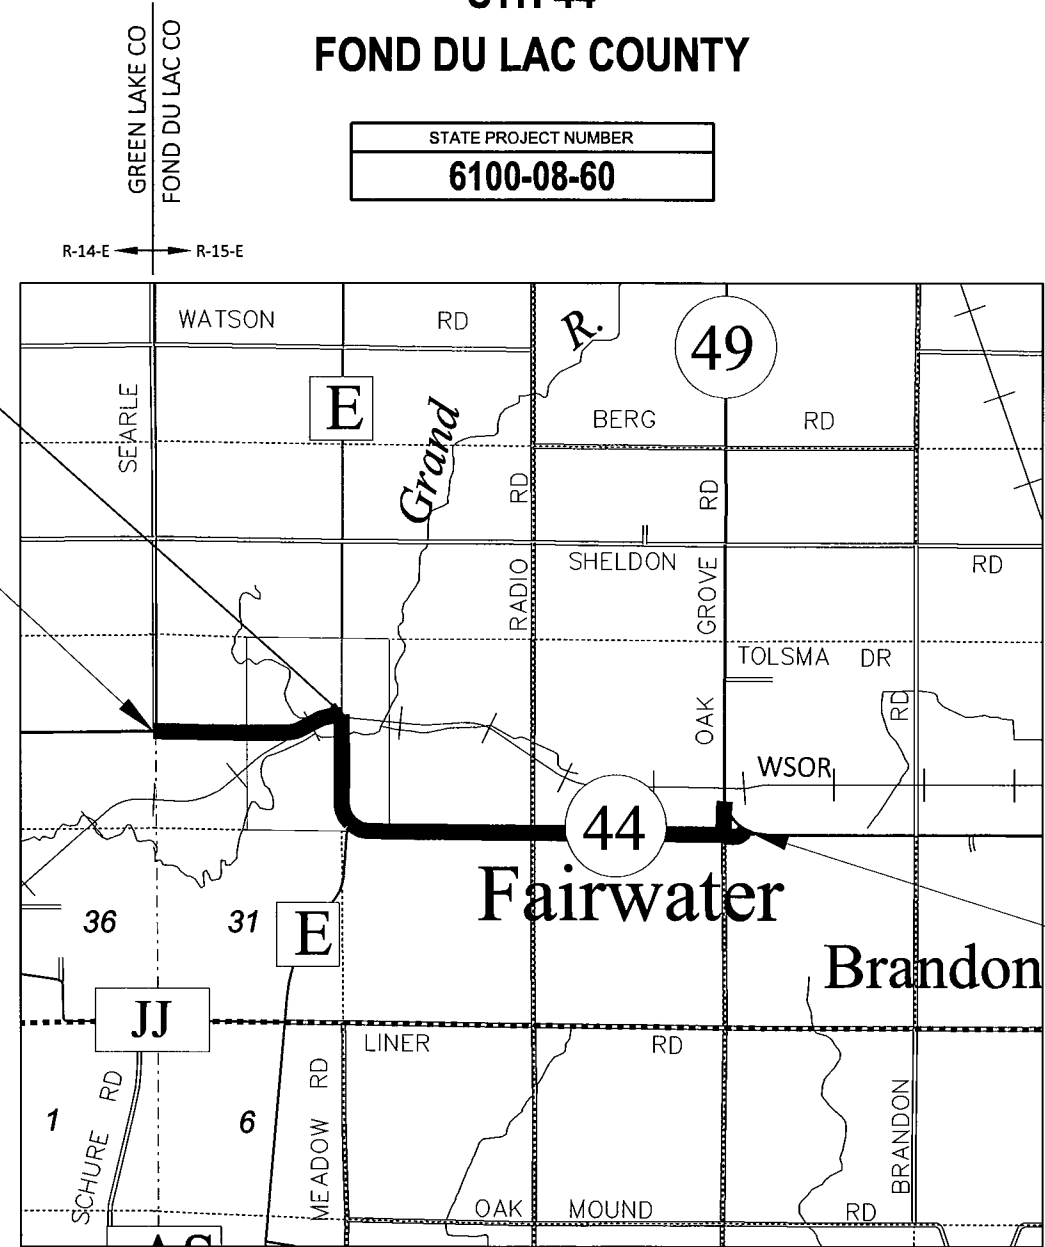 STH 44
FOND DU LAC COUNTY
GREEN LAKE CO
FOND DU LAC CO
STATE PROJECT NUMBER
6100-08-60
R-14-E
R-15-E
WATSON RD
SEARLE
E
Grand R.
49
BERG RD
RADIO RD
OAK GROVE RD
SHELDON RD
TOLSMA DR
RD
WSOR
44
Fairwater
36
31
E
Brandon
JJ
LINER RD
SCHURE RD
1
6
MEADOW RD
BRANDON
OAK MOUND RD